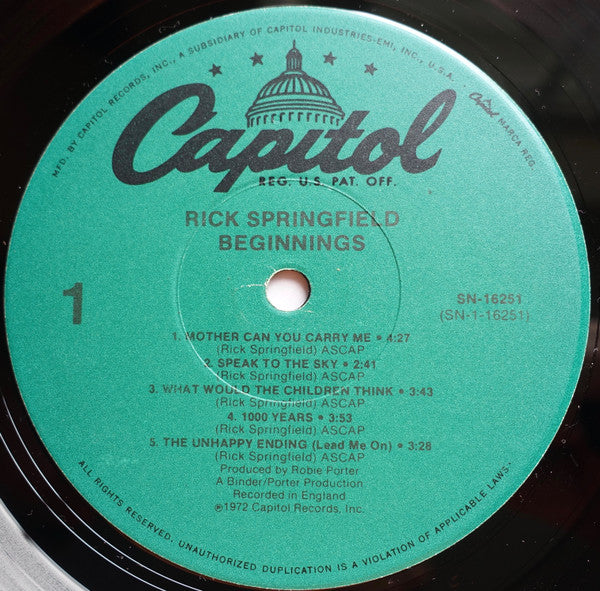 MFD. BY CAPITOL RECORDS, INC., A SUBSIDIARY OF CAPITOL INDUSTRIES-EMI, INC., U.S.A.
Capitol MARCA REG.
Capitol
REG. U.S. PAT. OFF.
RICK SPRINGFIELD
BEGINNINGS
1
SN-16251
(SN-1-16251)
1. MOTHER CAN YOU CARRY ME • 4:27
(Rick Springfield) ASCAP
2. SPEAK TO THE SKY • 2:41
(Rick Springfield) ASCAP
3. WHAT WOULD THE CHILDREN THINK • 3:43
(Rick Springfield) ASCAP
4. 1000 YEARS • 3:53
(Rick Springfield) ASCAP
5. THE UNHAPPY ENDING (Lead Me On) • 3:28
(Rick Springfield) ASCAP
Produced by Robie Porter
A Binder/Porter Production
Recorded in England
℗1972 Capitol Records, Inc.
ALL RIGHTS RESERVED. UNAUTHORIZED DUPLICATION IS A VIOLATION OF APPLICABLE LAWS.